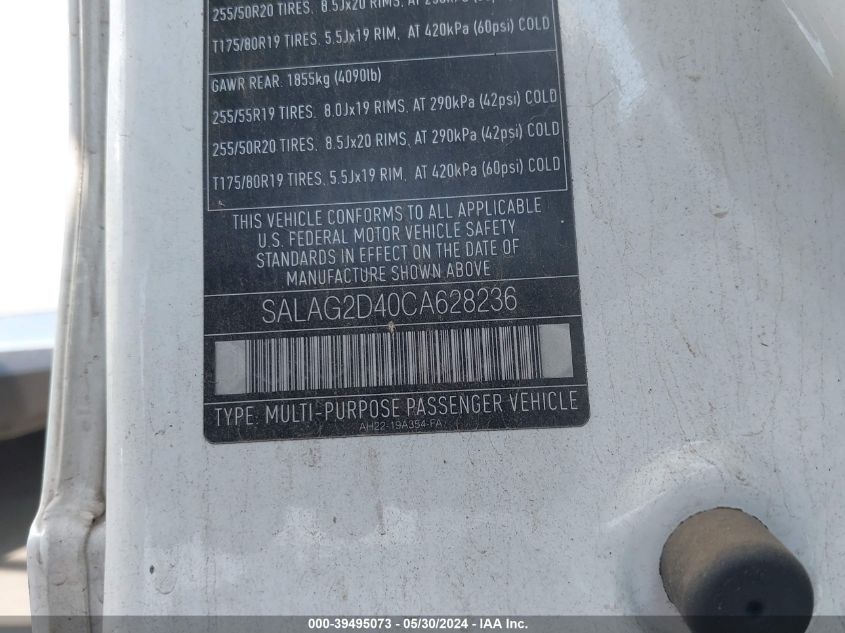 255/50R20 TIRES. 8.5Jx20 RIMS. AT
T175/80R19 TIRES. 5.5Jx19 RIM, AT 420kPa (60psi) COLD
GAWR REAR. 1855kg (4090lb)
255/55R19 TIRES. 8.0Jx19 RIMS, AT 290kPa (42psi) COLD
255/50R20 TIRES. 8.5Jx20 RIMS, AT 290kPa (42psi) COLD
T175/80R19 TIRES. 5.5Jx19 RIM, AT 420kPa (60psi) COLD
THIS VEHICLE CONFORMS TO ALL APPLICABLE
U.S. FEDERAL MOTOR VEHICLE SAFETY
STANDARDS IN EFFECT ON THE DATE OF
MANUFACTURE SHOWN ABOVE
SALAG2D40CA628236
TYPE: MULTI-PURPOSE PASSENGER VEHICLE
AH22-19A354-FA
000-39495073 - 05/30/2024 - IAA Inc.